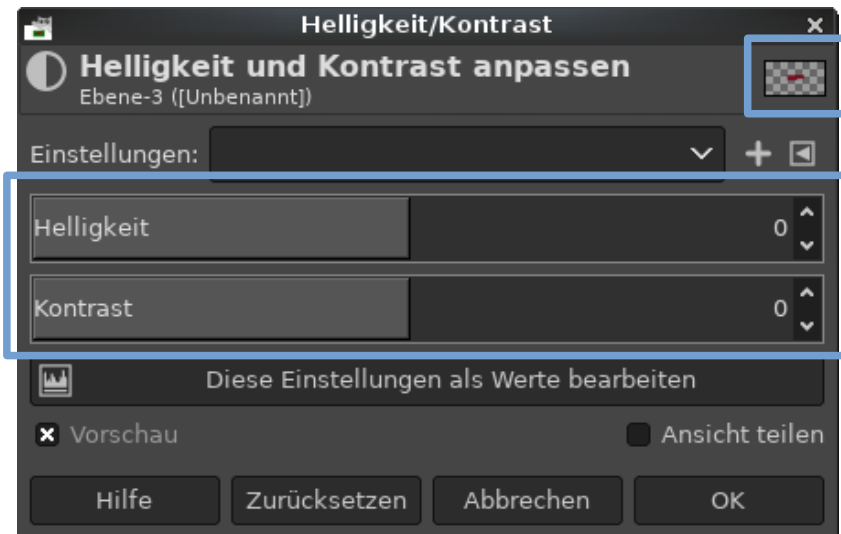 Helligkeit/Kontrast
Helligkeit und Kontrast anpassen
Ebene-3 ([Unbenannt])
Einstellungen:
Helligkeit 0
Kontrast 0
Diese Einstellungen als Werte bearbeiten
Vorschau Ansicht teilen
Hilfe Zurücksetzen Abbrechen OK